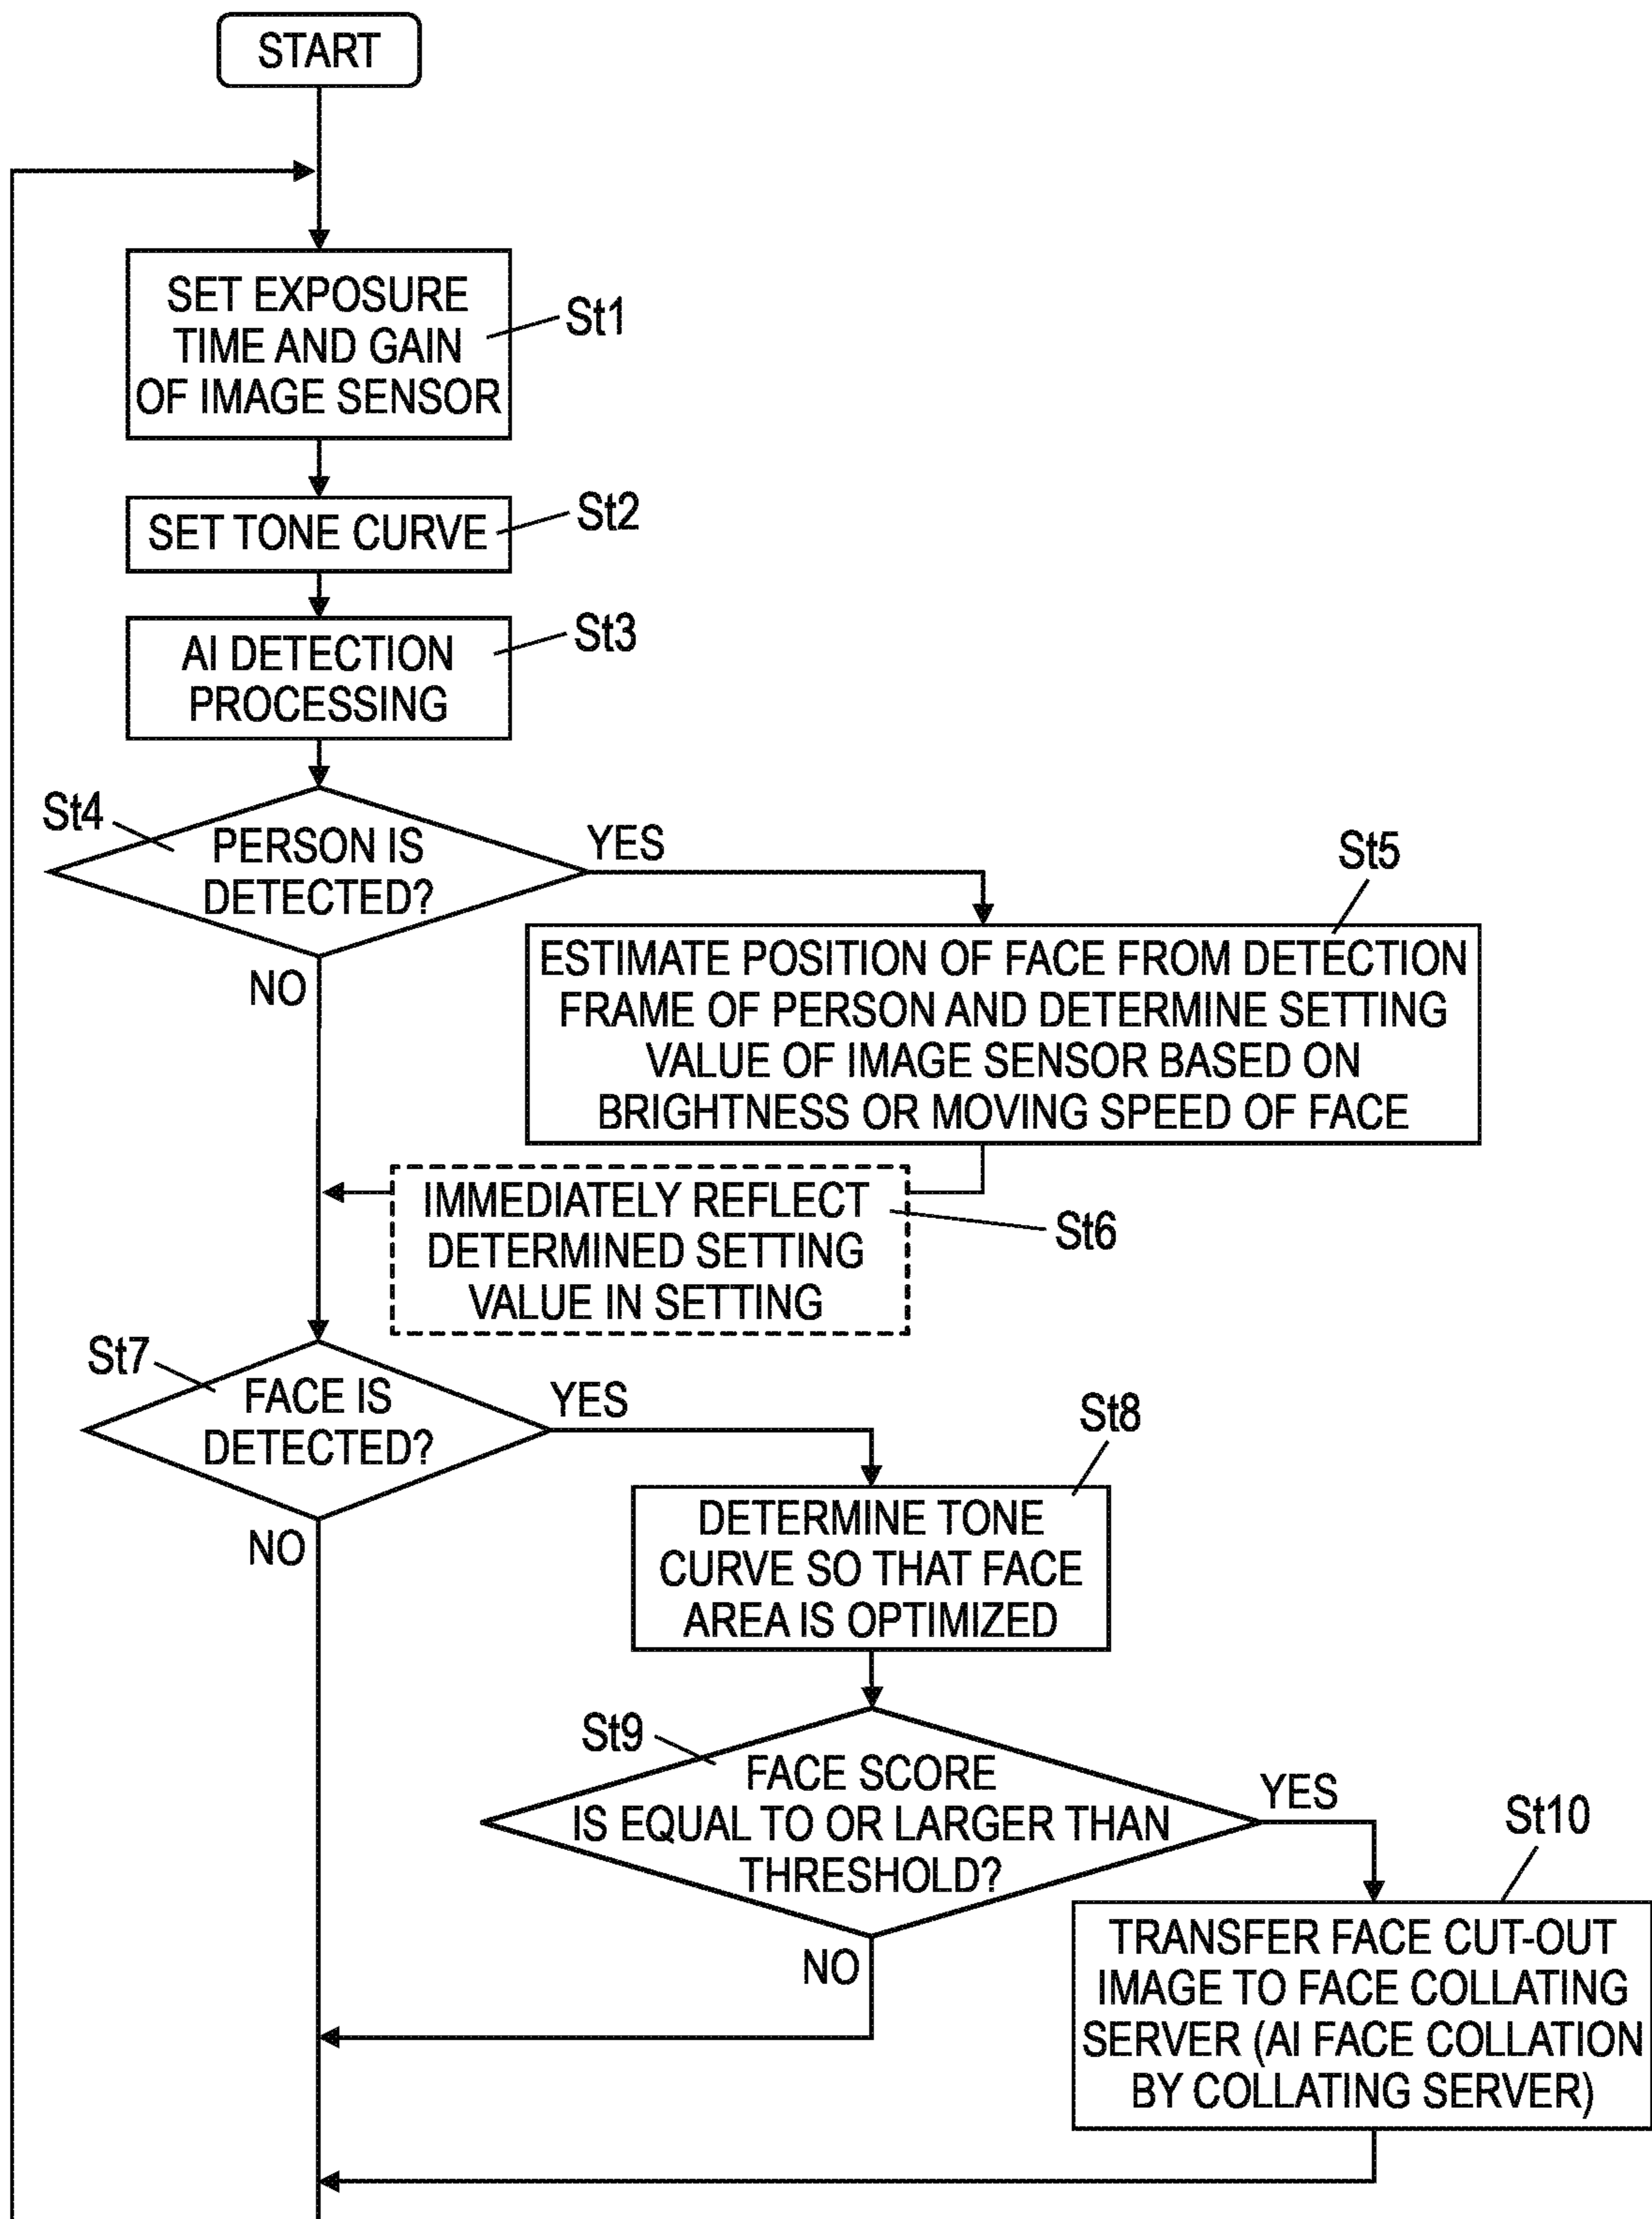 START
SET EXPOSURE
TIME AND GAIN
OF IMAGE SENSOR
St1
SET TONE CURVE
St2
AI DETECTION
PROCESSING
St3
St4
PERSON IS
DETECTED?
YES
NO
St5
ESTIMATE POSITION OF FACE FROM DETECTION
FRAME OF PERSON AND DETERMINE SETTING
VALUE OF IMAGE SENSOR BASED ON
BRIGHTNESS OR MOVING SPEED OF FACE
IMMEDIATELY REFLECT
DETERMINED SETTING
VALUE IN SETTING
St6
St7
FACE IS
DETECTED?
YES
NO
St8
DETERMINE TONE
CURVE SO THAT FACE
AREA IS OPTIMIZED
St9
FACE SCORE
IS EQUAL TO OR LARGER THAN
THRESHOLD?
YES
NO
St10
TRANSFER FACE CUT-OUT
IMAGE TO FACE COLLATING
SERVER (AI FACE COLLATION
BY COLLATING SERVER)